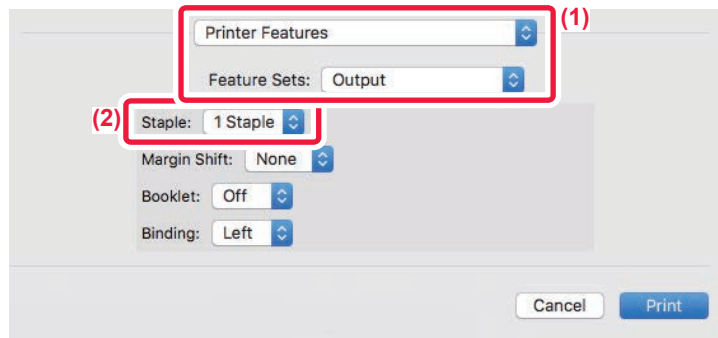 (1)
Printer Features
Feature Sets: Output
(2)
Staple: 1 Staple
Margin Shift: None
Booklet: Off
Binding: Left
Cancel Print